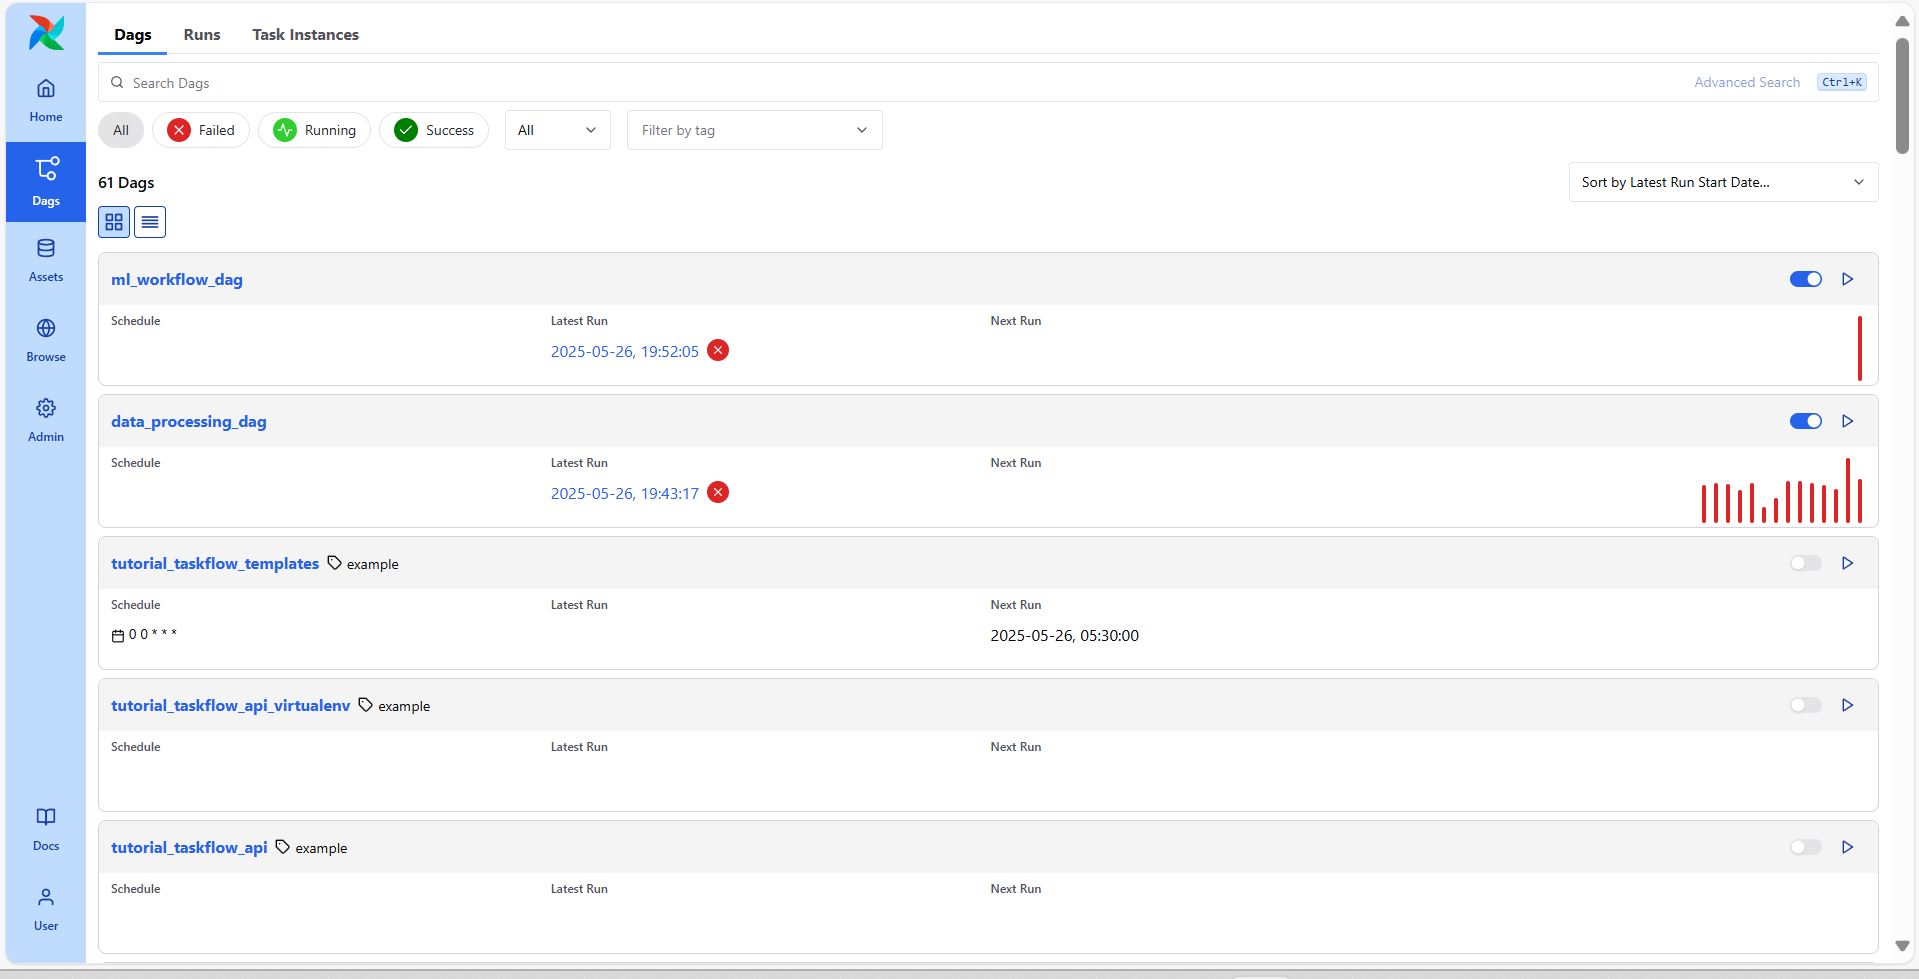 Dags Runs Task Instances
Search Dags Advanced Search Ctrl+K
All Failed Running Success All Filter by tag
61 Dags Sort by Latest Run Start Date...
Home
Dags
Assets
Browse
Admin
Docs
User
ml_workflow_dag
Schedule Latest Run Next Run
2025-05-26, 19:52:05
data_processing_dag
Schedule Latest Run Next Run
2025-05-26, 19:43:17
tutorial_taskflow_templates example
Schedule Latest Run Next Run
0 0 * * * 2025-05-26, 05:30:00
tutorial_taskflow_api_virtualenv example
Schedule Latest Run Next Run
tutorial_taskflow_api example
Schedule Latest Run Next Run